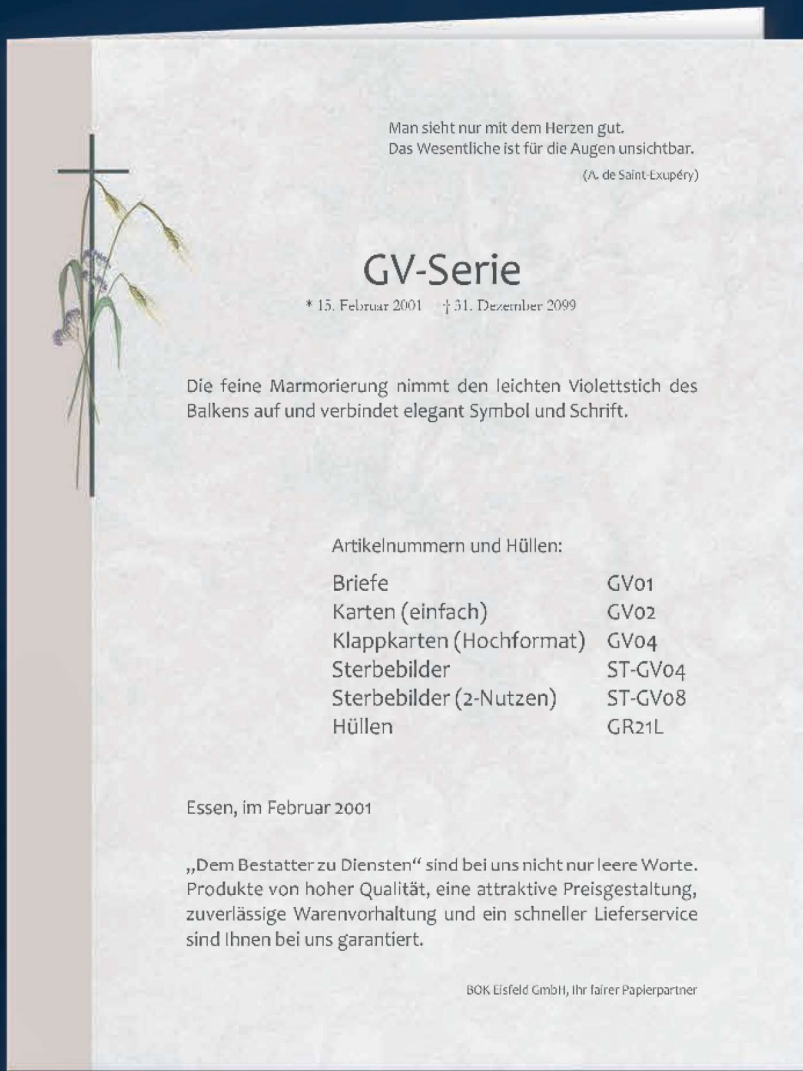 Man sieht nur mit dem Herzen gut.
Das Wesentliche ist für die Augen unsichtbar.
(A. de Saint-Exupéry)
GV-Serie
* 15. Februar 2001 † 31. Dezember 2099
Die feine Marmorierung nimmt den leichten Violettstich des
Balkens auf und verbindet elegant Symbol und Schrift.
Artikelnummern und Hüllen:
Briefe GV01
Karten (einfach) GV02
Klappkarten (Hochformat) GV04
Sterbebilder ST-GV04
Sterbebilder (2-Nutzen) ST-GV08
Hüllen GR21L
Essen, im Februar 2001
„Dem Bestatter zu Diensten“ sind bei uns nicht nur leere Worte.
Produkte von hoher Qualität, eine attraktive Preisgestaltung,
zuverlässige Warenvorhaltung und ein schneller Lieferservice
sind Ihnen bei uns garantiert.
BOK Eisfeld GmbH, Ihr fairer Papierpartner